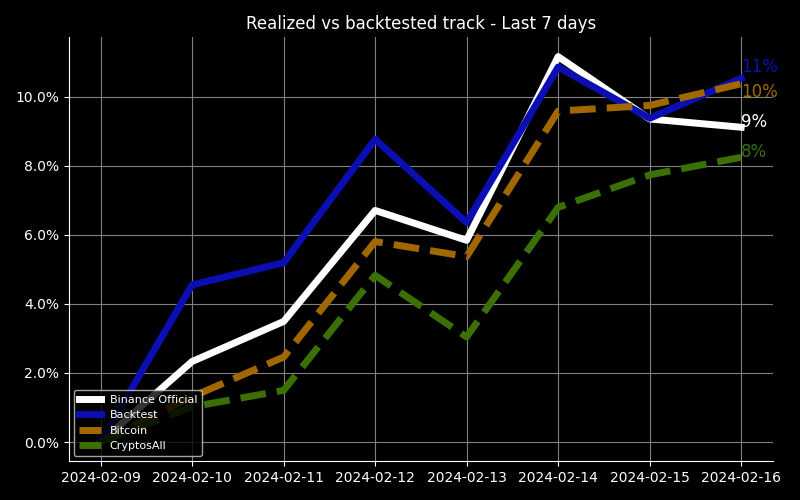 Realized vs backtested track - Last 7 days
11%
10%
10.0%
9%
8%
8.0%
6.0%
4.0%
2.0%
0.0%
Binance Official
Backtest
Bitcoin
CryptosAll
2024-02-09 2024-02-10 2024-02-11 2024-02-12 2024-02-13 2024-02-14 2024-02-15 2024-02-16